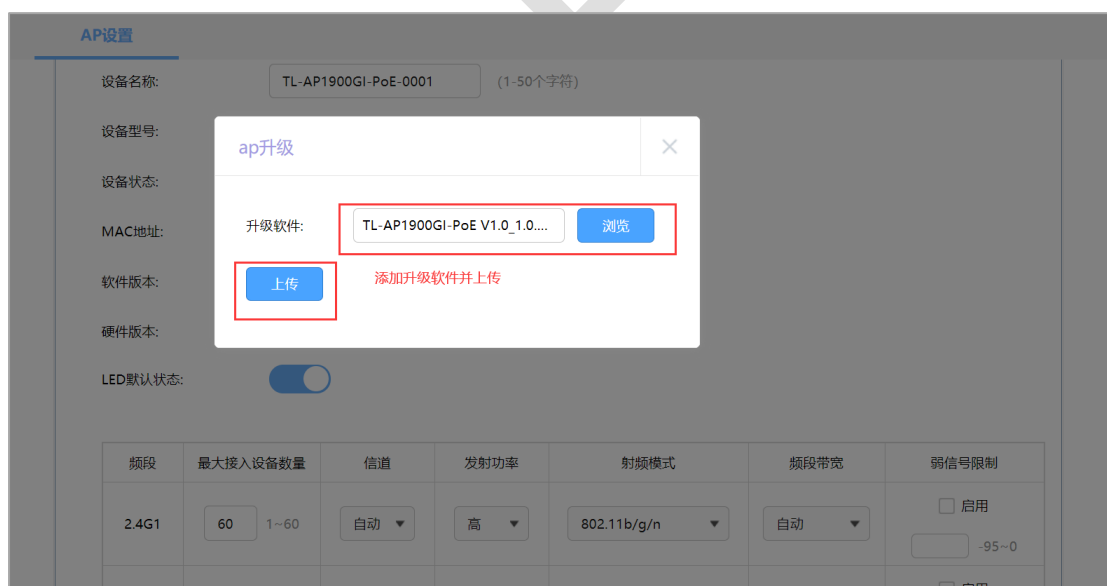 AP设置
设备名称: TL-AP1900GI-PoE-0001 (1-50个字符)
设备型号:
ap升级
设备状态:
升级软件: TL-AP1900GI-PoE V1.0_1.0.... 浏览
MAC地址:
软件版本: 上传 添加升级软件并上传
硬件版本:
LED默认状态:
频段 最大接入设备数量 信道 发射功率 射频模式 频段带宽 弱信号限制
启用
2.4G1 60 1~60 自动 高 802.11b/g/n 自动
-95~0
启用